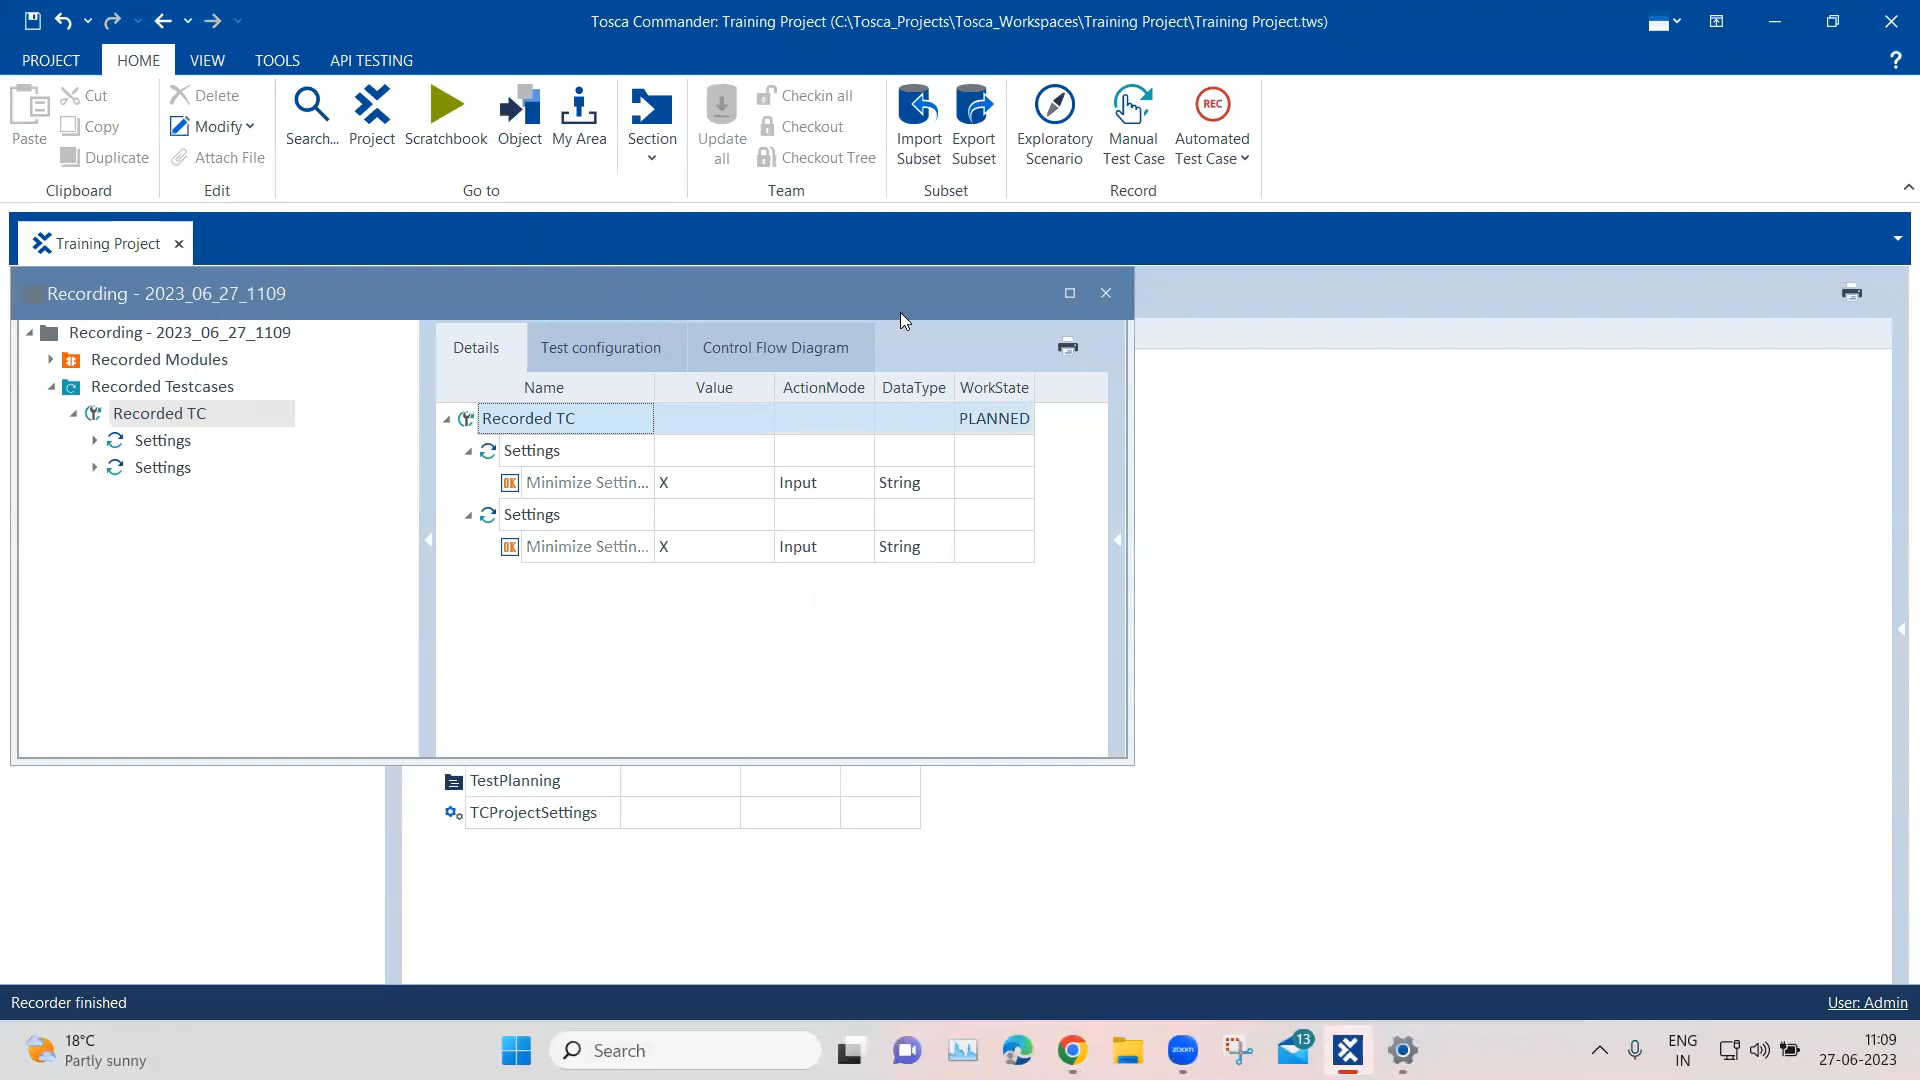 Tosca Commander: Training Project (C:\Tosca_Projects\Tosca_Workspaces\Training Project\Training Project.tws)
PROJECT HOME VIEW TOOLS API TESTING ?
Paste
Cut
Copy
Duplicate
Clipboard
Delete
Modify
Attach File
Edit
Search... Project Scratchbook Object My Area
Go to
Section
Update all
Checkin all
Checkout
Checkout Tree
Team
Import Subset
Export Subset
Subset
Exploratory Scenario
Manual Test Case
REC
Automated Test Case
Record
Training Project
Recording - 2023_06_27_1109
Recording - 2023_06_27_1109
Recorded Modules
Recorded Testcases
Recorded TC
Settings
Settings
Details Test configuration Control Flow Diagram
Name Value ActionMode DataType WorkState
Recorded TC PLANNED
Settings
OK Minimize Settin... X Input String
Settings
OK Minimize Settin... X Input String
TestPlanning
TCProjectSettings
Recorder finished User: Admin
18°C
Partly sunny
Search
zoom
13
ENG
IN
11:09
27-06-2023